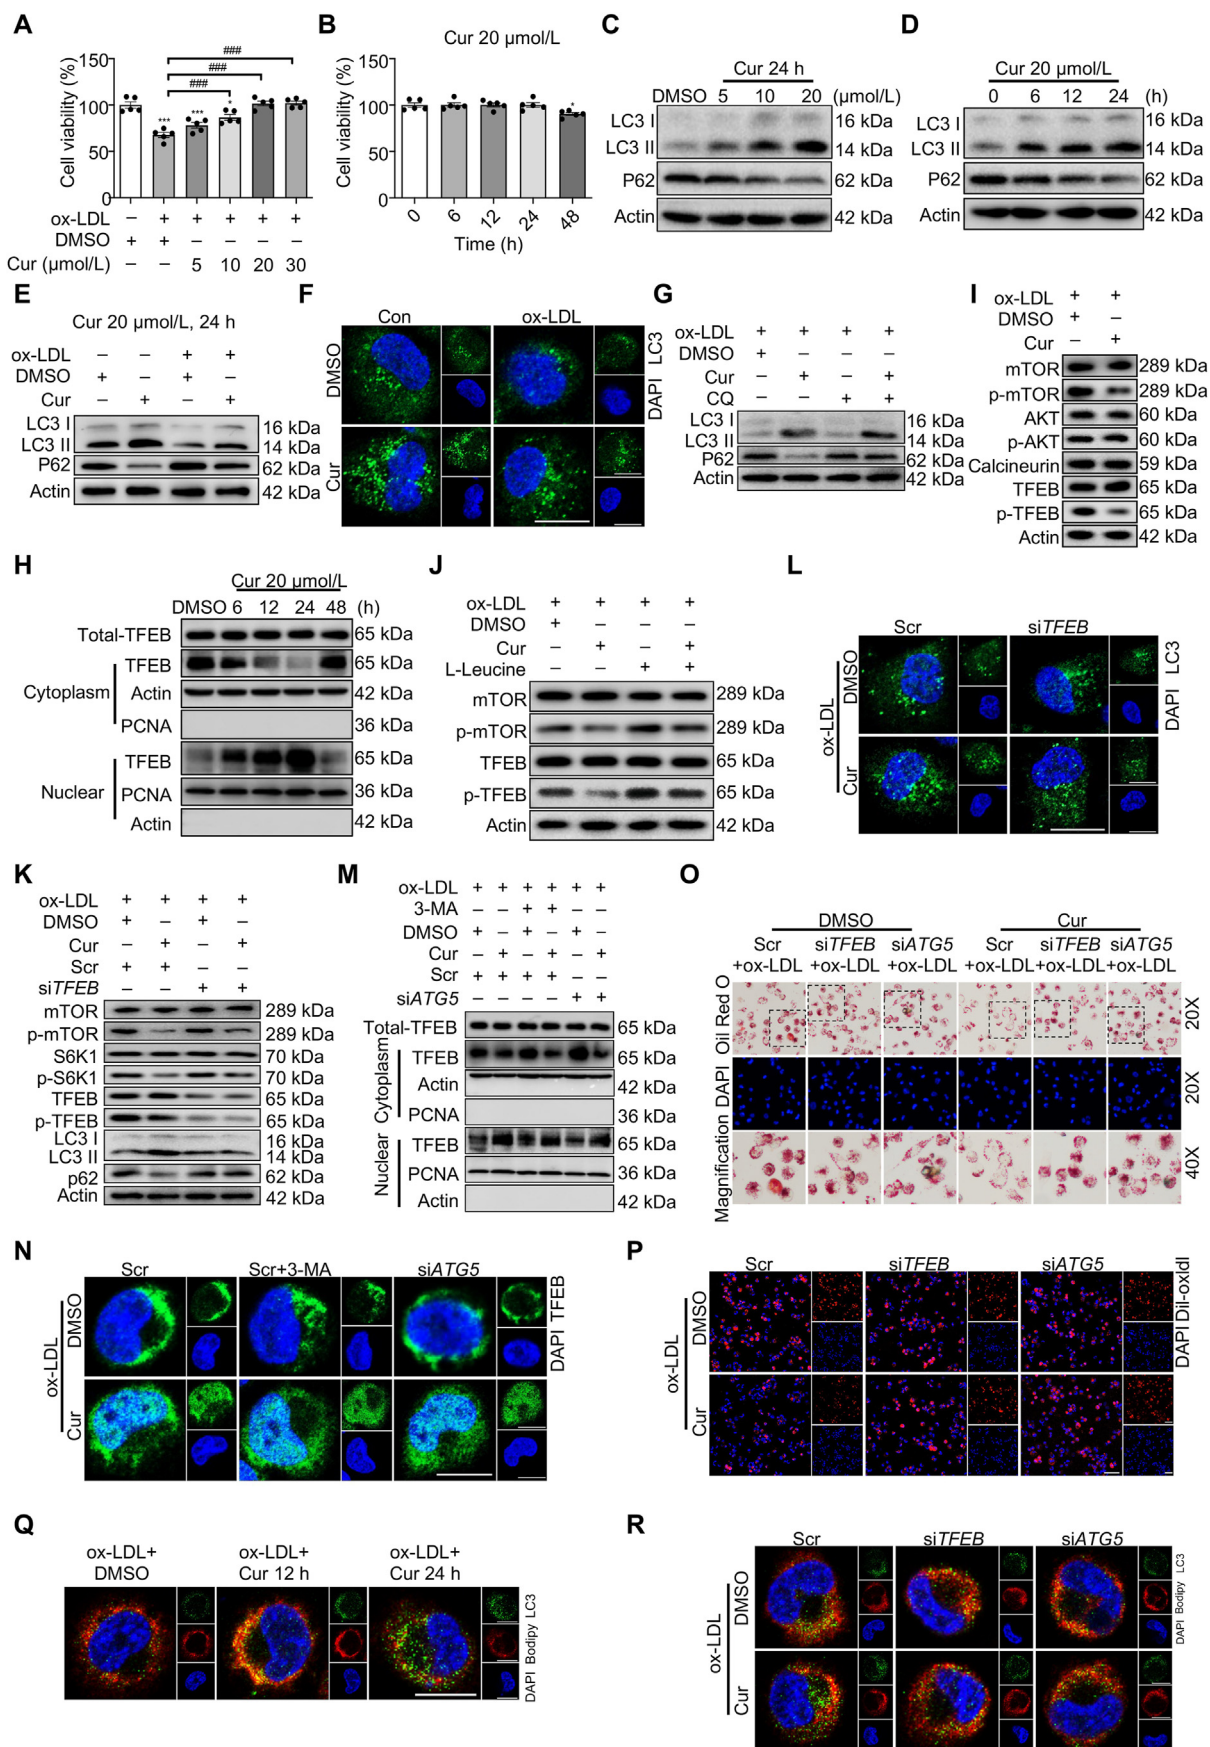 A
Cell viability (%)
150
100
50
0
###
###
###
***
***
*
ox-LDL – + + + + +
DMSO + + – – – –
Cur (µmol/L) – – 5 10 20 30
B
Cur 20 µmol/L
Cell viability (%)
150
100
50
0
*
0 6 12 24 48
Time (h)
C
Cur 24 h
DMSO 5 10 20 (µmol/L)
LC3 I 16 kDa
LC3 II 14 kDa
P62 62 kDa
Actin 42 kDa
D
Cur 20 µmol/L
0 6 12 24 (h)
LC3 I 16 kDa
LC3 II 14 kDa
P62 62 kDa
Actin 42 kDa
E
Cur 20 µmol/L, 24 h
ox-LDL – – + +
DMSO + – + –
Cur – + – +
LC3 I 16 kDa
LC3 II 14 kDa
P62 62 kDa
Actin 42 kDa
F
Con ox-LDL
DMSO
Cur
DAPI LC3
G
ox-LDL + + + +
DMSO + – – –
Cur – + – +
CQ – – + +
LC3 I 16 kDa
LC3 II 14 kDa
P62 62 kDa
Actin 42 kDa
I
ox-LDL + +
DMSO + –
Cur – +
mTOR 289 kDa
p-mTOR 289 kDa
AKT 60 kDa
p-AKT 60 kDa
Calcineurin 59 kDa
TFEB 65 kDa
p-TFEB 65 kDa
Actin 42 kDa
H
Cur 20 µmol/L
DMSO 6 12 24 48 (h)
Total-TFEB 65 kDa
Cytoplasm
TFEB 65 kDa
Actin 42 kDa
PCNA 36 kDa
Nuclear
TFEB 65 kDa
PCNA 36 kDa
Actin 42 kDa
J
ox-LDL + + + +
DMSO + – – –
Cur – + – +
L-Leucine – – + +
mTOR 289 kDa
p-mTOR 289 kDa
TFEB 65 kDa
p-TFEB 65 kDa
Actin 42 kDa
L
Scr siTFEB
ox-LDL
DMSO
Cur
DAPI LC3
K
ox-LDL + + + +
DMSO + – + –
Cur – + – +
Scr + + – –
siTFEB – – + +
mTOR 289 kDa
p-mTOR 289 kDa
S6K1 70 kDa
p-S6K1 70 kDa
TFEB 65 kDa
p-TFEB 65 kDa
LC3 I 16 kDa
LC3 II 14 kDa
p62 62 kDa
Actin 42 kDa
M
ox-LDL + + + + + +
3-MA – – + + – –
DMSO + – + – + –
Cur – + – + – +
Scr + + + + – –
siATG5 – – – – + +
Total-TFEB 65 kDa
Cytoplasm
TFEB 65 kDa
Actin 42 kDa
PCNA 36 kDa
Nuclear
TFEB 65 kDa
PCNA 36 kDa
Actin 42 kDa
O
DMSO Cur
Scr siTFEB siATG5 Scr siTFEB siATG5
+ox-LDL +ox-LDL +ox-LDL +ox-LDL +ox-LDL +ox-LDL
Oil Red O 20X
DAPI 20X
Magnification 40X
N
Scr Scr+3-MA siATG5
ox-LDL
DMSO
Cur
DAPI TFEB
P
Scr siTFEB siATG5
ox-LDL
DMSO
Cur
DAPI Dil-oxldl
Q
ox-LDL+ ox-LDL+ ox-LDL+
DMSO Cur 12 h Cur 24 h
DAPI Bodipy LC3
R
Scr siTFEB siATG5
ox-LDL
DMSO
Cur
DAPI Bodipy LC3